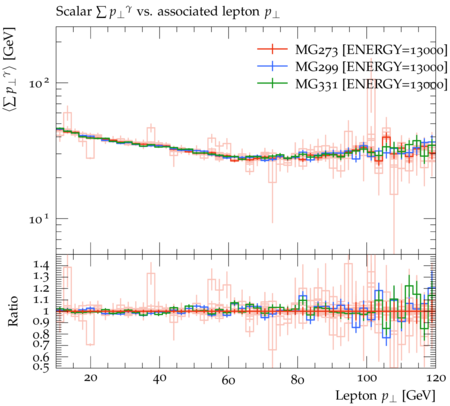 Scalar ∑ p⊥^γ vs. associated lepton p⊥
⟨∑ p⊥^γ⟩ [GeV]
MG273 [ENERGY=13000]
MG299 [ENERGY=13000]
MG331 [ENERGY=13000]
10²
10¹
Ratio
1.4
1.3
1.2
1.1
1
0.9
0.8
0.7
0.6
0.5
20 40 60 80 100 120
Lepton p⊥ [GeV]